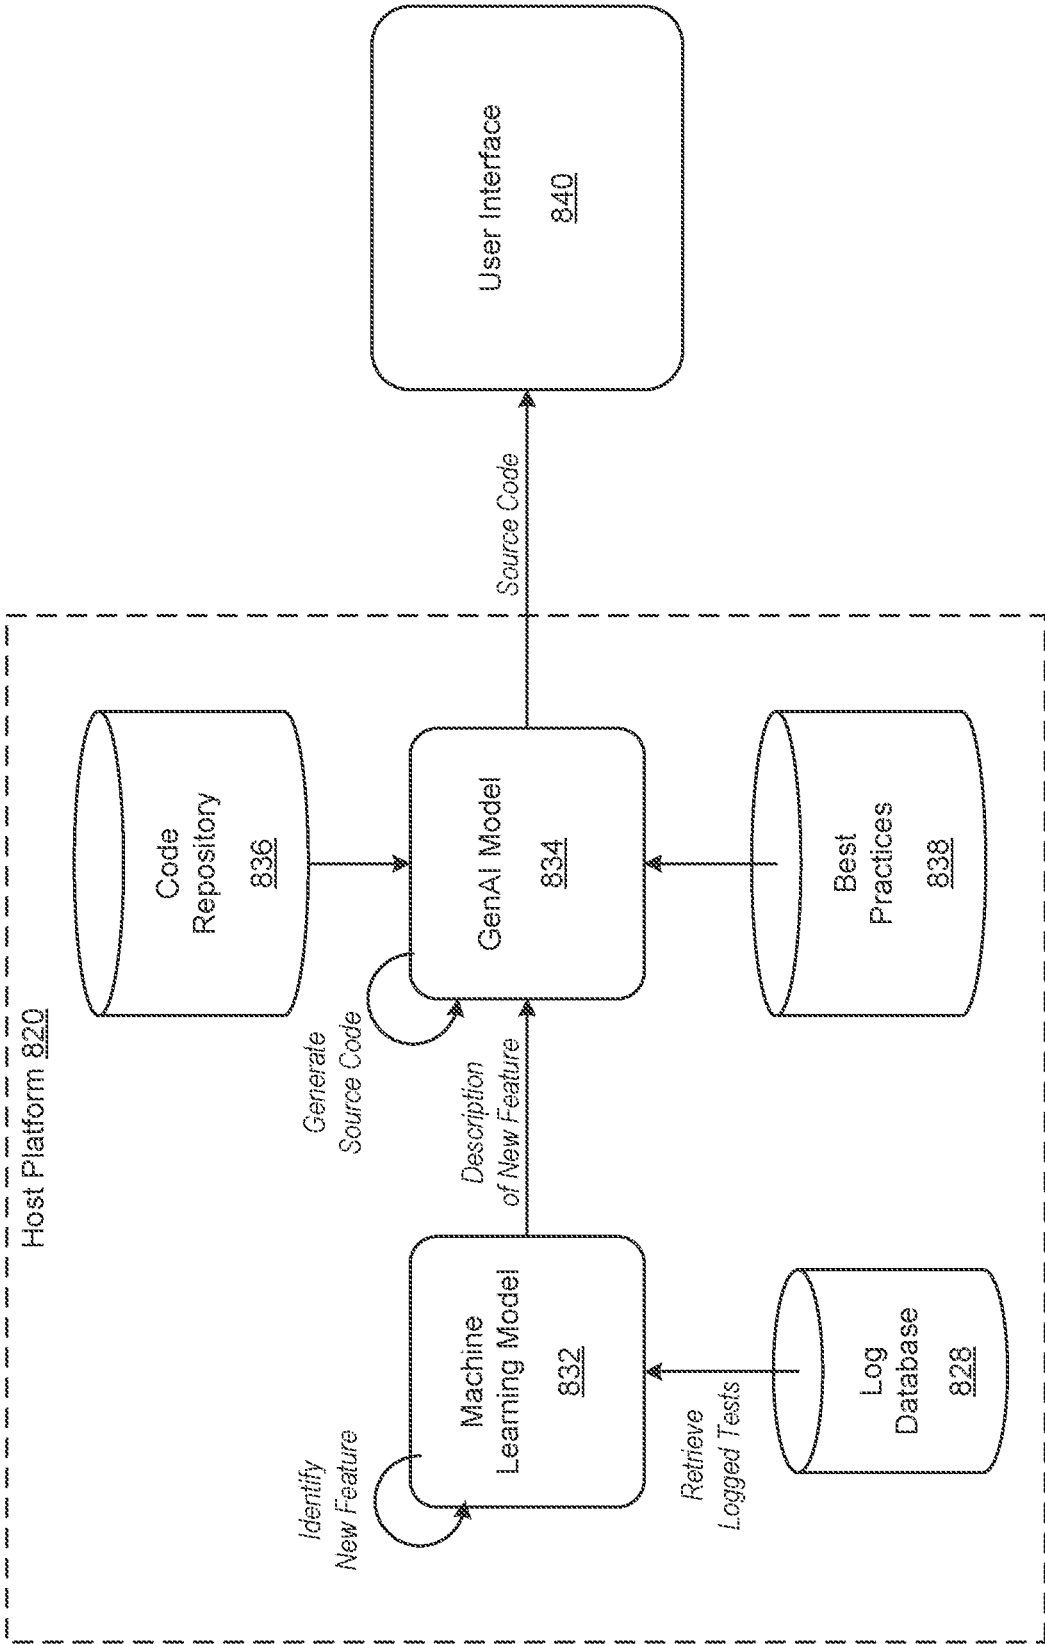 Host Platform 820
Identify
New Feature
Machine
Learning Model
832
Retrieve
Logged Tests
Log
Database
828
Description
of New Feature
Generate
Source Code
Code
Repository
836
GenAI Model
834
Best
Practices
838
Source Code
User Interface
840